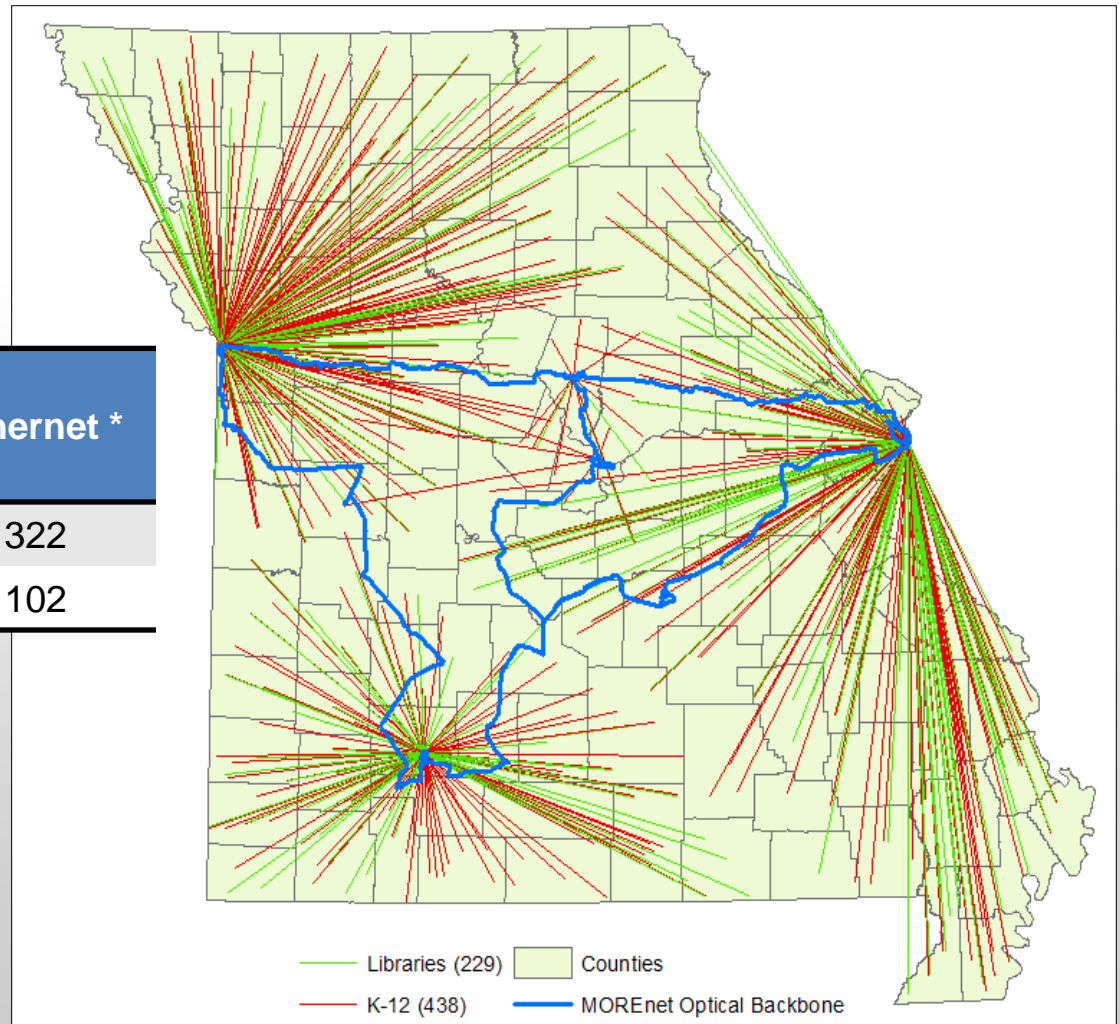 hernet *
322
102
Libraries (229) Counties
K-12 (438) MOREnet Optical Backbone